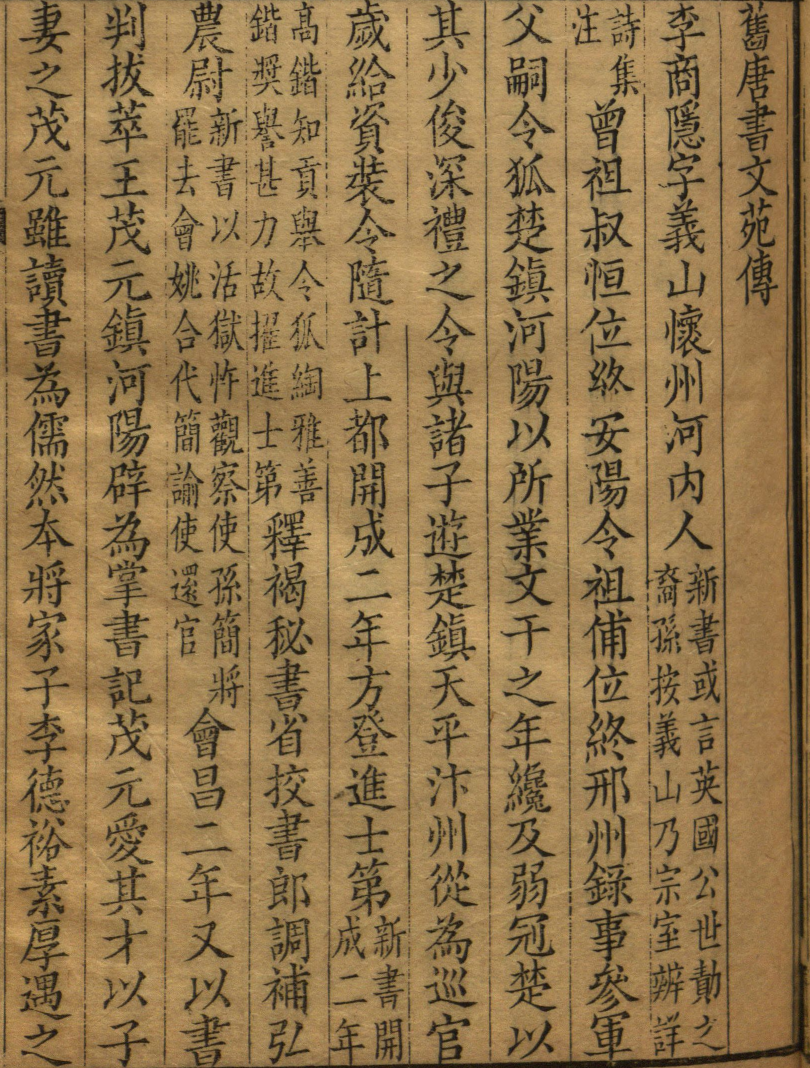 舊唐書文苑傳
李商隱字義山懷州河內人新書或言英國公世勣之裔孫按義山乃宗室辨詳
詩集注曾祖叔恒位終安陽令祖俌位終邢州錄事參軍
父嗣令狐楚鎮河陽以所業文干之年纔及弱冠楚以
其少俊深禮之令與諸子遊楚鎮天平汴州從為巡官
歲給資裝令隨計上都開成二年方登進士第新書開成二年
高鍇知貢舉令狐綯雅善鍇獎譽甚力故擢進士第釋褐秘書省挍書郎調補弘
農尉新書以活獄忤觀察使孫簡將罷去會姚合代簡諭使還官會昌二年又以書
判拔萃王茂元鎮河陽辟為掌書記茂元愛其才以子
妻之茂元雖讀書為儒然本將家子李德裕素厚遇之